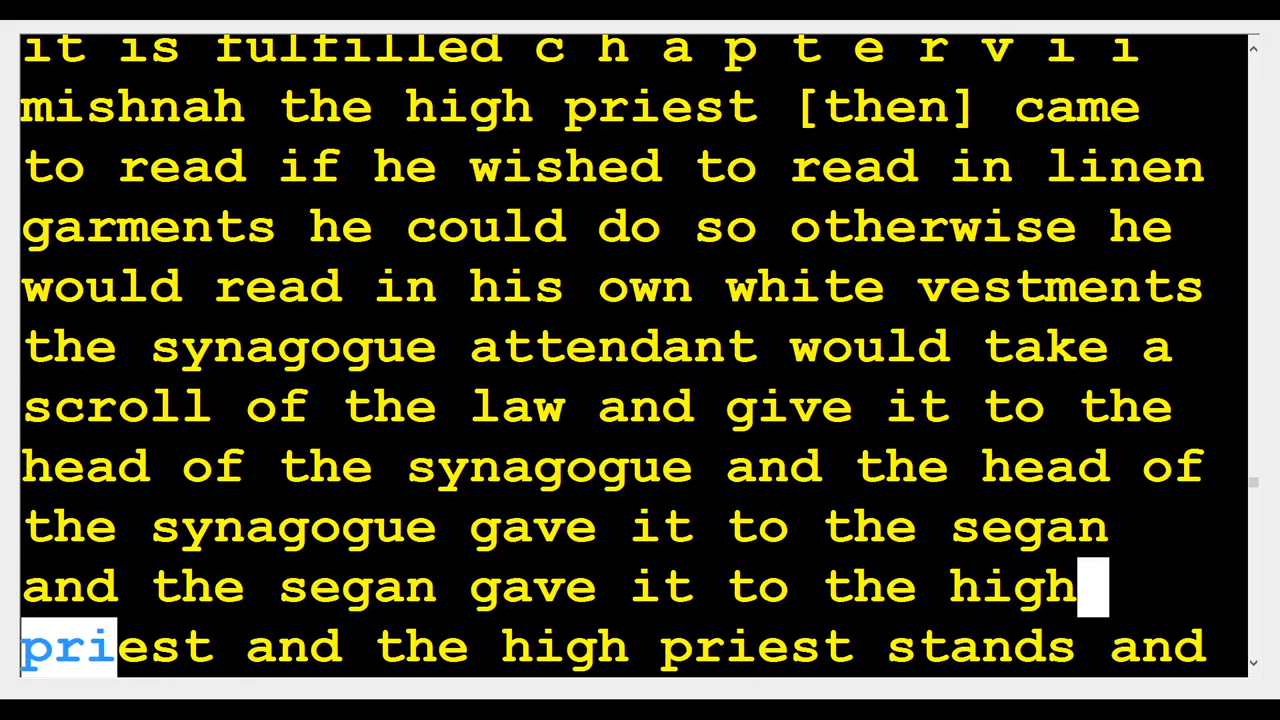 it is fulfilled c h a p t e r v i i
mishnah the high priest [then] came
to read if he wished to read in linen
garments he could do so otherwise he
would read in his own white vestments
the synagogue attendant would take a
scroll of the law and give it to the
head of the synagogue and the head of
the synagogue gave it to the segan
and the segan gave it to the high
priest and the high priest stands and